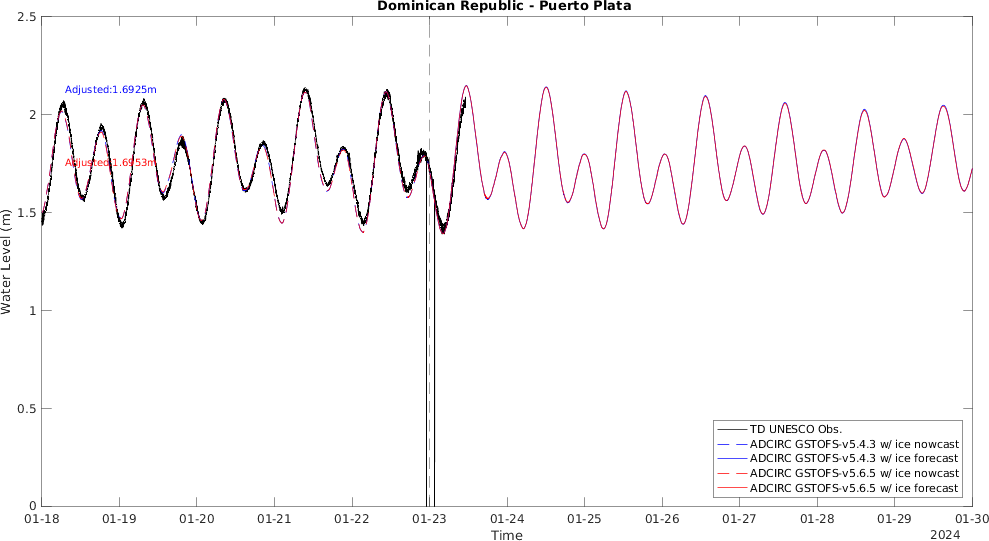 Dominican Republic - Puerto Plata
2.5
2
1.5
1
0.5
0
Water Level (m)
Adjusted:1.6925m
Adjusted:1.6953m
TD UNESCO Obs.
ADCIRC GSTOFS-v5.4.3 w/ ice nowcast
ADCIRC GSTOFS-v5.4.3 w/ ice forecast
ADCIRC GSTOFS-v5.6.5 w/ ice nowcast
ADCIRC GSTOFS-v5.6.5 w/ ice forecast
01-18 01-19 01-20 01-21 01-22 01-23 01-24 01-25 01-26 01-27 01-28 01-29 01-30
Time
2024